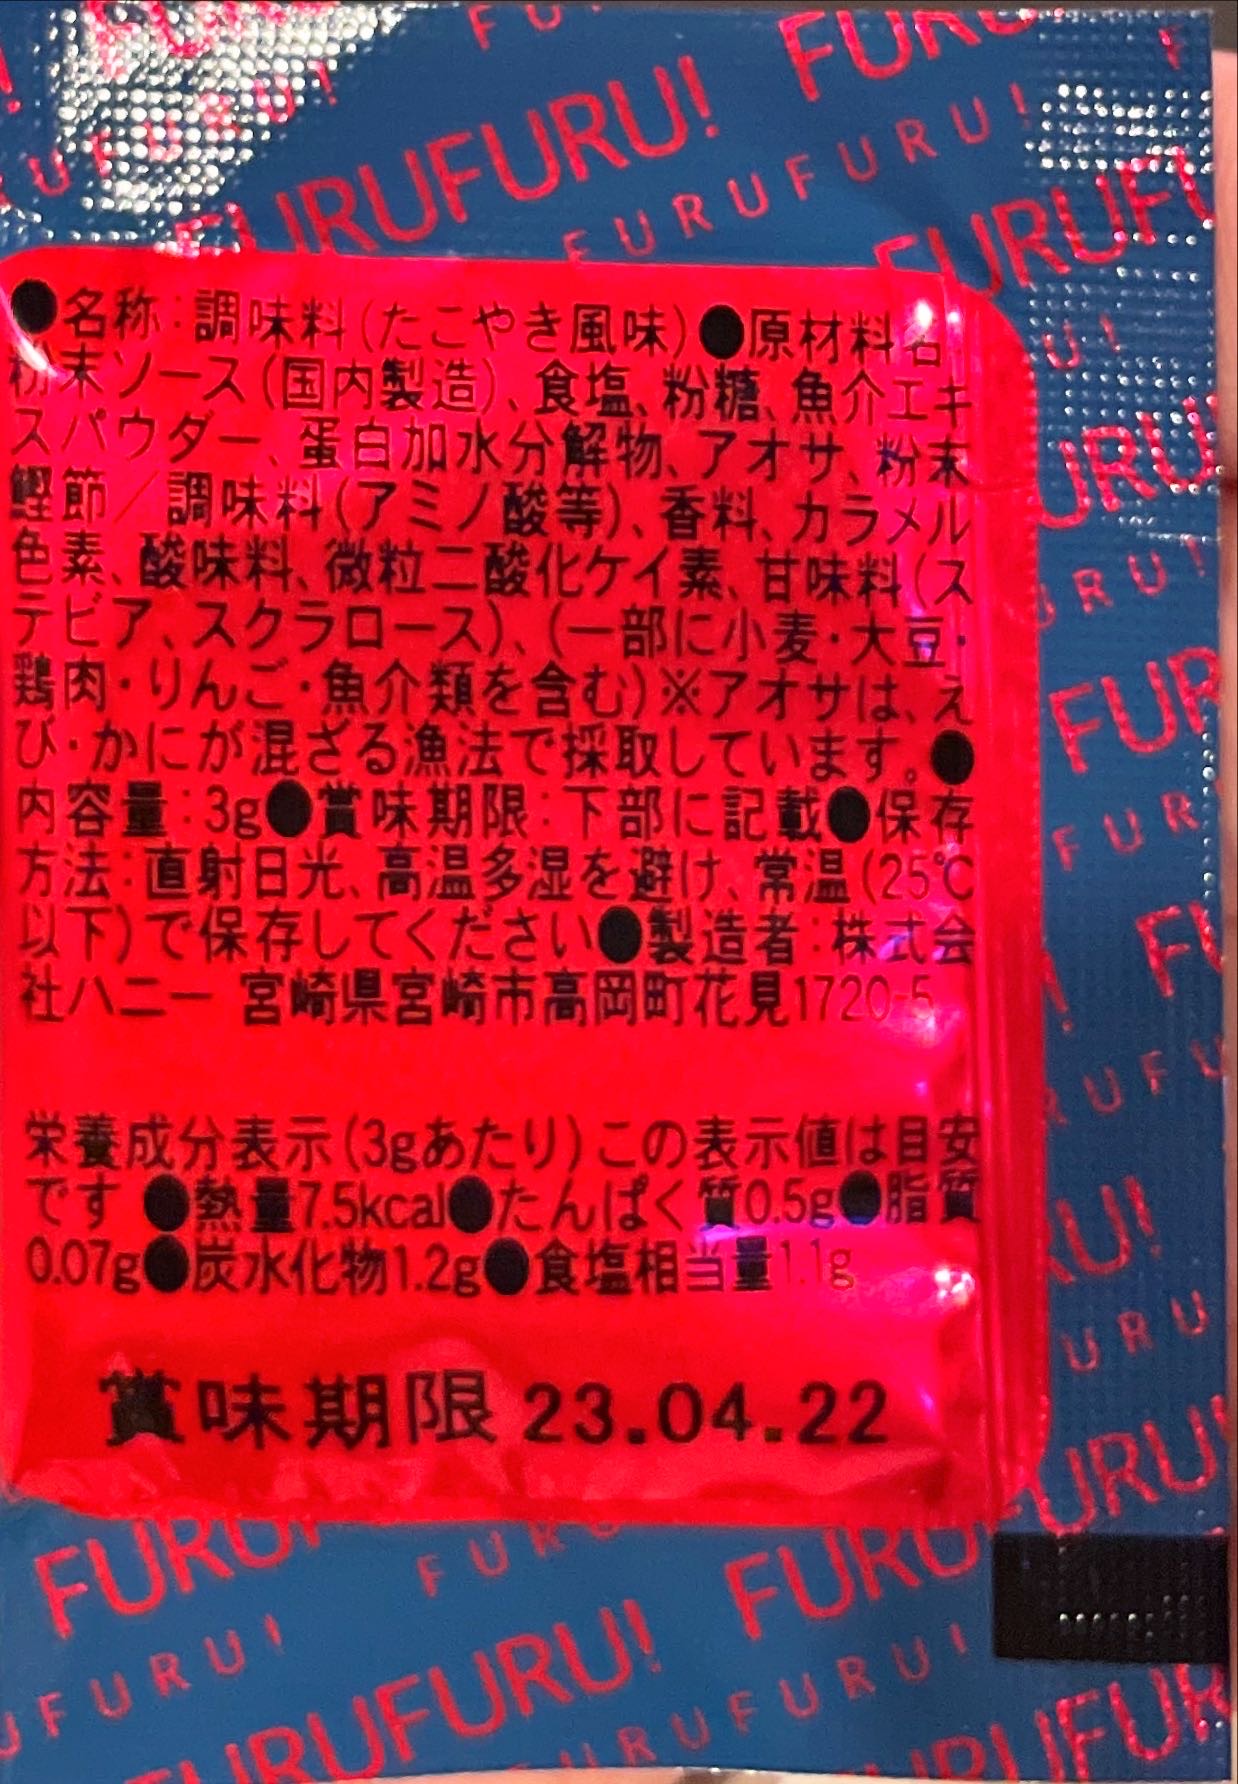 FURUFURU!
FURUFURU!
●名称:調味料(たこやき風味)●原材料名
粉末ソース(国内製造)、食塩、粉糖、魚介エキ
スパウダー、蛋白加水分解物、アオサ、粉末
鰹節/調味料(アミノ酸等)、香料、カラメル
色素、酸味料、微粒二酸化ケイ素、甘味料(ス
テビア、スクラロース)、(一部に小麦・大豆・
鶏肉・りんご・魚介類を含む)※アオサは、え
び・かにが混ざる漁法で採取しています。●
内容量:3g●賞味期限:下部に記載●保存
方法:直射日光、高温多湿を避け、常温(25℃
以下)で保存してください●製造者:株式会
社ハニー 宮崎県宮崎市高岡町花見1720-5
栄養成分表示(3gあたり)この表示値は目安
です ●熱量7.5kcal●たんぱく質0.5g●脂質
0.07g●炭水化物1.2g●食塩相当量1.1g
賞味期限 23.04.22
FURUFURU!
FURUFURU!